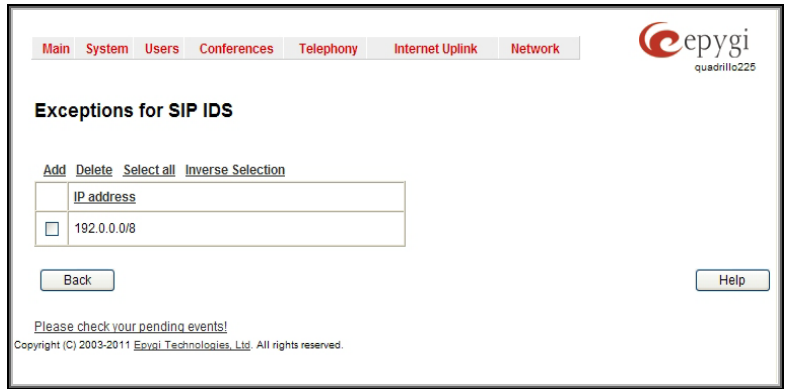 epygi
quadrillo225
Main System Users Conferences Telephony Internet Uplink Network
Exceptions for SIP IDS
Add Delete Select all Inverse Selection
IP address
192.0.0.0/8
Back Help
Please check your pending events!
Copyright (C) 2003-2011 Epygi Technologies, Ltd. All rights reserved.